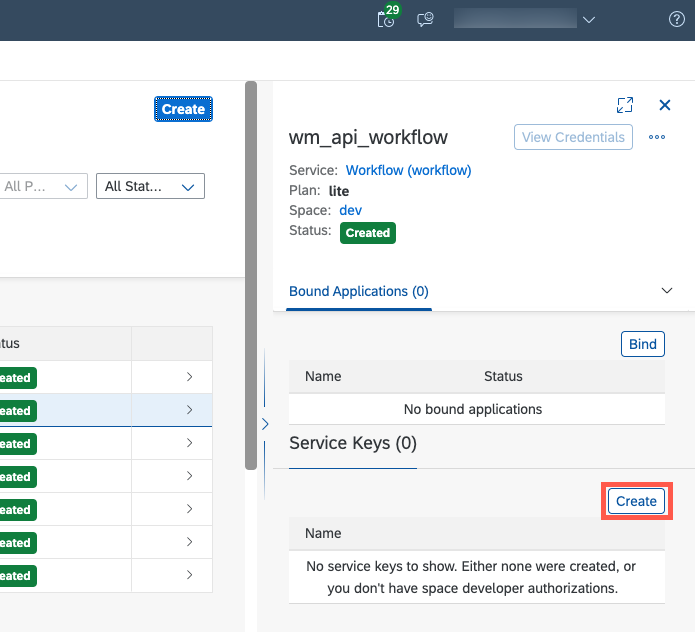 29
Create
All P...
All Stat...
wm_api_workflow
View Credentials
Service: Workflow (workflow)
Plan: lite
Space: dev
Status: Created
Bound Applications (0)
Bind
Name Status
No bound applications
Service Keys (0)
Create
Name
No service keys to show. Either none were created, or
you don't have space developer authorizations.
tus
eated
eated
eated
eated
eated
eated
eated